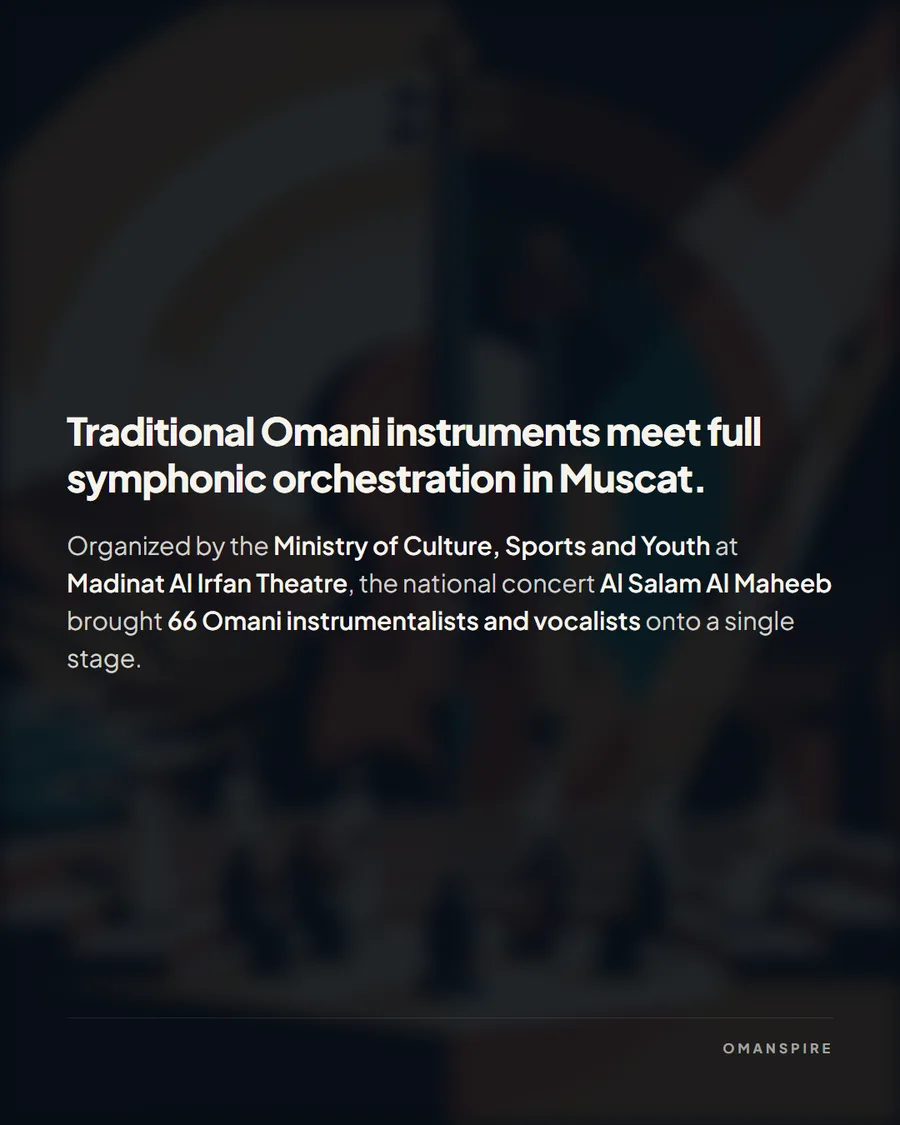 Traditional Omani instruments meet full
symphonic orchestration in Muscat.
Organized by the Ministry of Culture, Sports and Youth at
Madinat Al Irfan Theatre, the national concert Al Salam Al Maheeb
brought 66 Omani instrumentalists and vocalists onto a single
stage.
OMANSPIRE